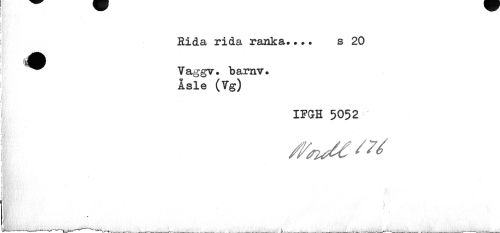 Rida rida ranka.... s 20
Vaggv. barnv.
Åsle (Vg)
IFGH 5052
Nordl 176